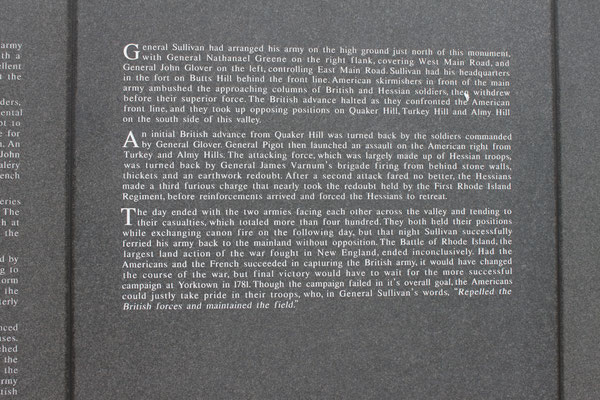 General Sullivan had arranged his army on the high ground just north of this monument,
with General Nathanael Greene on the right flank, covering West Main Road, and
General John Glover on the left, controlling East Main Road. Sullivan had his headquarters
in the fort on Butts Hill behind the front line. American skirmishers in front of the main
army ambushed the approaching columns of British and Hessian soldiers, then withdrew
before their superior force. The British advance halted as they confronted the American
front line, and they took up opposing positions on Quaker Hill, Turkey Hill and Almy Hill
on the south side of this valley.
An initial British advance from Quaker Hill was turned back by the soldiers commanded
by General Glover. General Pigot then launched an assault on the American right from
Turkey and Almy Hills. The attacking force, which was largely made up of Hessian troops,
was turned back by General James Varnum's brigade firing from behind stone walls,
thickets and an earthwork redoubt. After a second attack fared no better, the Hessians
made a third furious charge that nearly took the redoubt held by the First Rhode Island
Regiment, before reinforcements arrived and forced the Hessians to retreat.
The day ended with the two armies facing each other across the valley and tending to
their casualties, which totaled more than four hundred. They both held their positions
while exchanging canon fire on the following day, but that night Sullivan successfully
ferried his army back to the mainland without opposition. The Battle of Rhode Island, the
largest land action of the war fought in New England, ended inconclusively. Had the
Americans and the French succeeded in capturing the British army, it would have changed
the course of the war, but final victory would have to wait for the more successful
campaign at Yorktown in 1781. Though the campaign failed in it's overall goal, the Americans
could justly take pride in their troops, who, in General Sullivan's words, "Repelled the
British forces and maintained the field."